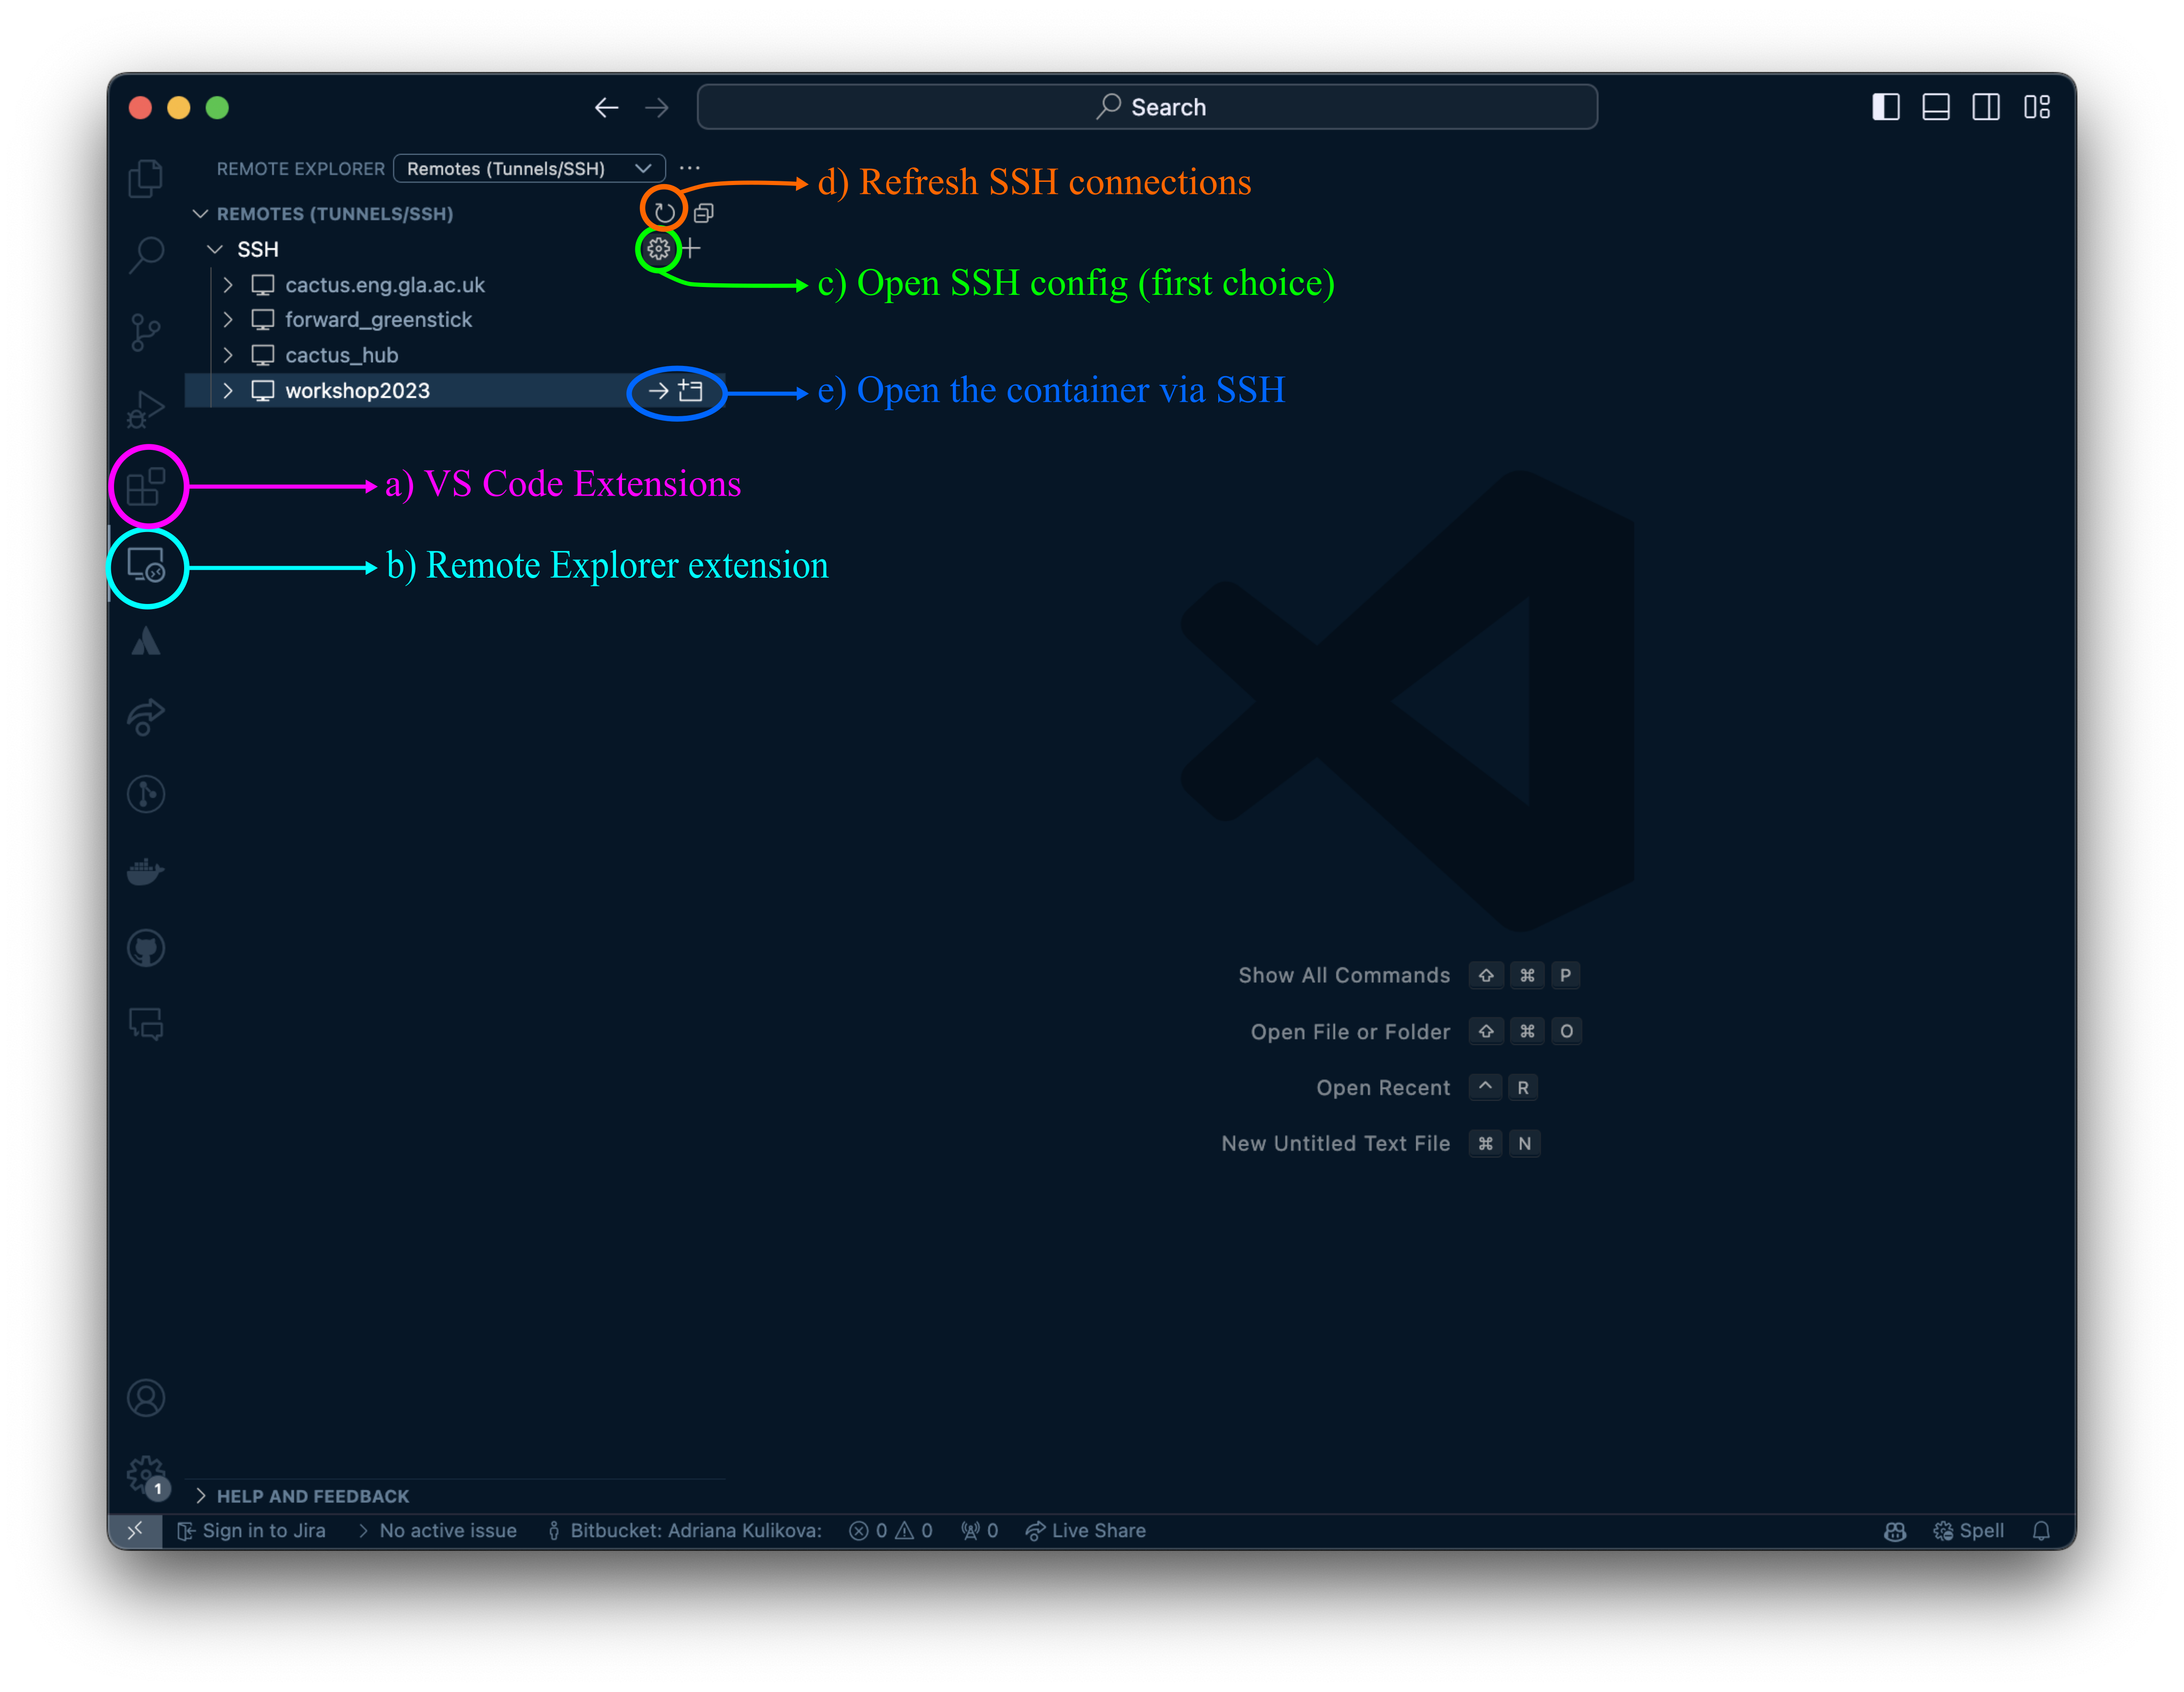 Search
REMOTE EXPLORER Remotes (Tunnels/SSH) ...
d) Refresh SSH connections
REMOTES (TUNNELS/SSH)
SSH
c) Open SSH config (first choice)
cactus.eng.gla.ac.uk
forward_greenstick
cactus_hub
workshop2023
e) Open the container via SSH
a) VS Code Extensions
b) Remote Explorer extension
Show All Commands ⇧ ⌘ P
Open File or Folder ⇧ ⌘ O
Open Recent ^ R
New Untitled Text File ⌘ N
1
HELP AND FEEDBACK
Sign in to Jira > No active issue Bitbucket: Adriana Kulikova: 0 0 0 Live Share Spell